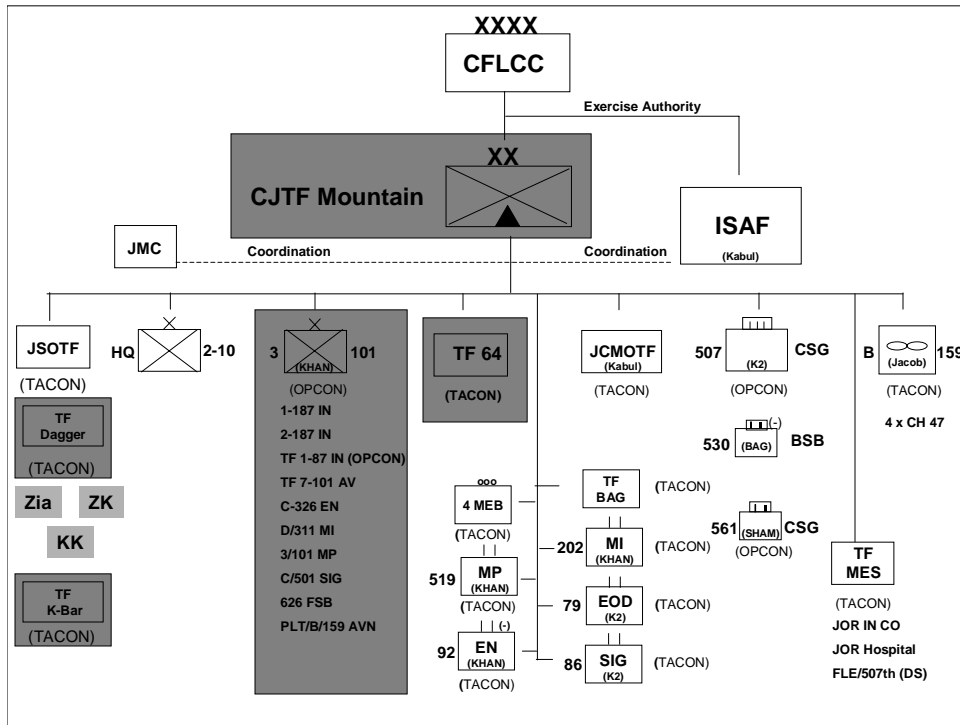 XXXX
CFLCC
Exercise Authority
XX
CJTF Mountain
ISAF
(Kabul)
JMC
Coordination
Coordination
JSOTF
(TACON)
TF
Dagger
(TACON)
Zia
ZK
KK
TF
K-Bar
(TACON)
HQ
2-10
3
101
(KHAN)
(OPCON)
1-187 IN
2-187 IN
TF 1-87 IN (OPCON)
TF 7-101 AV
C-326 EN
D/311 MI
3/101 MP
C/501 SIG
626 FSB
PLT/B/159 AVN
TF 64
(TACON)
4 MEB
(TACON)
519
MP
(KHAN)
(TACON)
(-)
92
EN
(KHAN)
(TACON)
JCMOTF
(Kabul)
(TACON)
TF
BAG
(TACON)
202
MI
(KHAN)
(TACON)
79
EOD
(K2)
(TACON)
86
SIG
(K2)
(TACON)
507
CSG
(K2)
(OPCON)
(-)
530
BSB
(BAG)
561
CSG
(SHAM)
(OPCON)
TF
MES
(TACON)
JOR IN CO
JOR Hospital
FLE/507th (DS)
B
159
(Jacob)
(TACON)
4 x CH 47